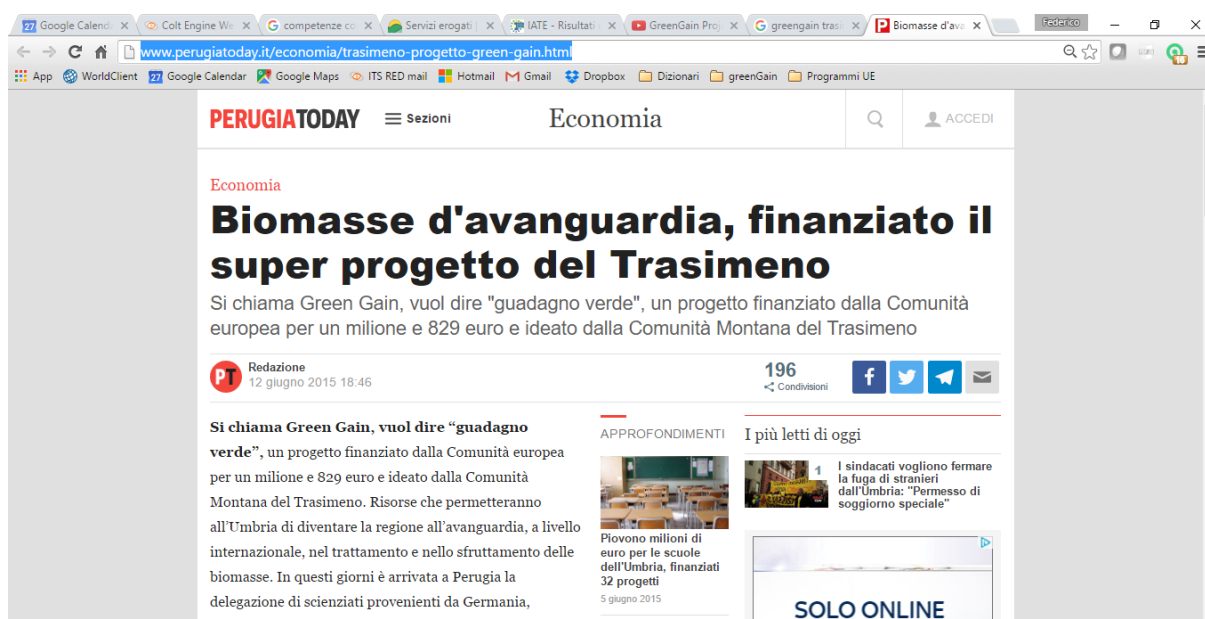 27 Google Calend
Colt Engine We
G competenze co
Servizi erogati |
IATE - Risultati
GreenGain Proj
G greengain trasi
Biomasse d'ava
Federico
www.perugiatoday.it/economia/trasimeno-progetto-green-gain.html
App WorldClient 27 Google Calendar Google Maps ITS RED mail Hotmail Gmail Dropbox Dizionari greenGain Programmi UE
PERUGIATODAY Sezioni Economia ACCEDI
Economia
Biomasse d'avanguardia, finanziato il
super progetto del Trasimeno
Si chiama Green Gain, vuol dire "guadagno verde", un progetto finanziato dalla Comunità
europea per un milione e 829 euro e ideato dalla Comunità Montana del Trasimeno
PT
Redazione
12 giugno 2015 18:46
196
Condivisioni
Si chiama Green Gain, vuol dire “guadagno
verde”, un progetto finanziato dalla Comunità europea
per un milione e 829 euro e ideato dalla Comunità
Montana del Trasimeno. Risorse che permetteranno
all'Umbria di diventare la regione all'avanguardia, a livello
internazionale, nel trattamento e nello sfruttamento delle
biomasse. In questi giorni è arrivata a Perugia la
delegazione di scienziati provenienti da Germania,
APPROFONDIMENTI
Piovono milioni di
euro per le scuole
dell'Umbria, finanziati
32 progetti
5 giugno 2015
I più letti di oggi
1
I sindacati vogliono fermare
la fuga di stranieri
dall'Umbria: "Permesso di
soggiorno speciale"
SOLO ONLINE